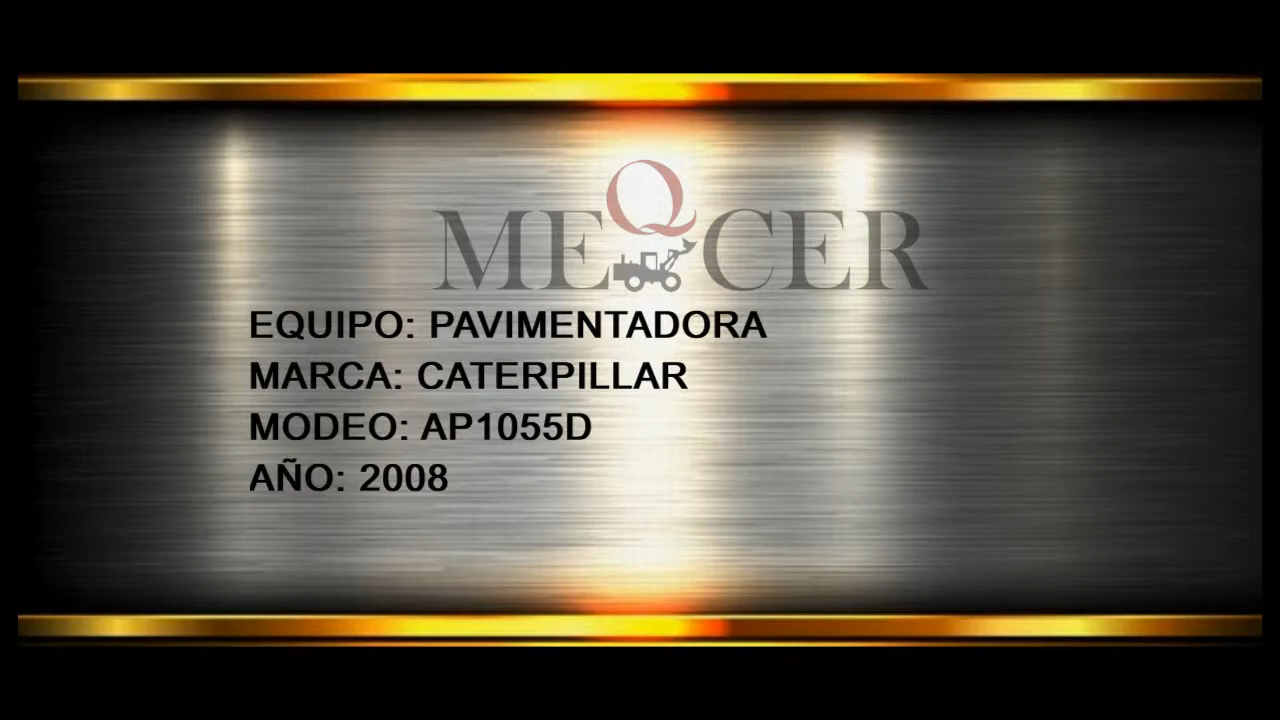 MEQCER
EQUIPO: PAVIMENTADORA
MARCA: CATERPILLAR
MODEO: AP1055D
AÑO: 2008